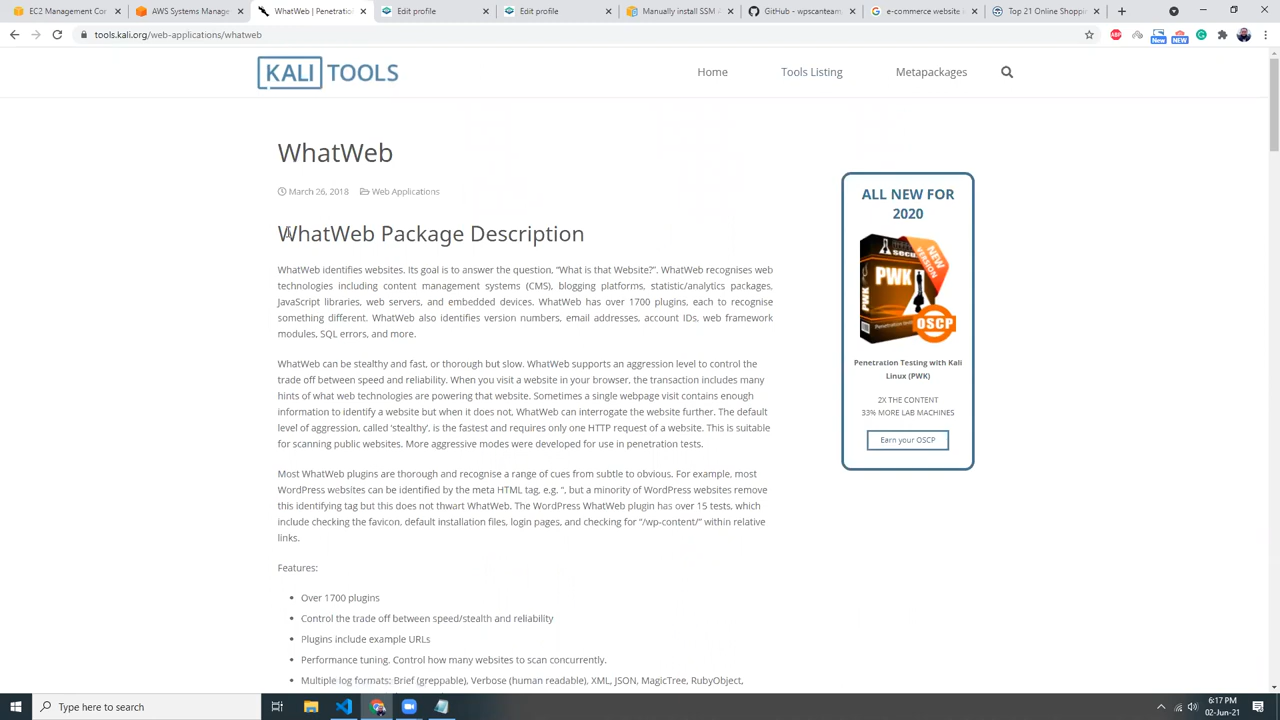 EC2 Management Con
AWS Systems Manager
WhatWeb | Penetration
Edit profile
Edit profile
Manually install SSM A
GitHub - wpscanteam
e-commerce websites
Top 21 Online Shoppi
tools.kali.org/web-applications/whatweb
ABP
New
NEW
KALI TOOLS
Home
Tools Listing
Metapackages
WhatWeb
March 26, 2018
Web Applications
WhatWeb Package Description
WhatWeb identifies websites. Its goal is to answer the question, “What is that Website?”. WhatWeb recognises web
technologies including content management systems (CMS), blogging platforms, statistic/analytics packages,
JavaScript libraries, web servers, and embedded devices. WhatWeb has over 1700 plugins, each to recognise
something different. WhatWeb also identifies version numbers, email addresses, account IDs, web framework
modules, SQL errors, and more.
WhatWeb can be stealthy and fast, or thorough but slow. WhatWeb supports an aggression level to control the
trade off between speed and reliability. When you visit a website in your browser, the transaction includes many
hints of what web technologies are powering that website. Sometimes a single webpage visit contains enough
information to identify a website but when it does not, WhatWeb can interrogate the website further. The default
level of aggression, called ‘stealthy’, is the fastest and requires only one HTTP request of a website. This is suitable
for scanning public websites. More aggressive modes were developed for use in penetration tests.
Most WhatWeb plugins are thorough and recognise a range of cues from subtle to obvious. For example, most
WordPress websites can be identified by the meta HTML tag, e.g. “, but a minority of WordPress websites remove
this identifying tag but this does not thwart WhatWeb. The WordPress WhatWeb plugin has over 15 tests, which
include checking the favicon, default installation files, login pages, and checking for “/wp-content/” within relative
links.
Features:
Over 1700 plugins
Control the trade off between speed/stealth and reliability
Plugins include example URLs
Performance tuning. Control how many websites to scan concurrently.
Multiple log formats: Brief (greppable), Verbose (human readable), XML, JSON, MagicTree, RubyObject,
ALL NEW FOR
2020
NEW
VERSION
PWK
PWK
OSCP
Penetration Testing with Kali
Linux (PWK)
2X THE CONTENT
33% MORE LAB MACHINES
Earn your OSCP
Type here to search
6:17 PM
02-Jun-21